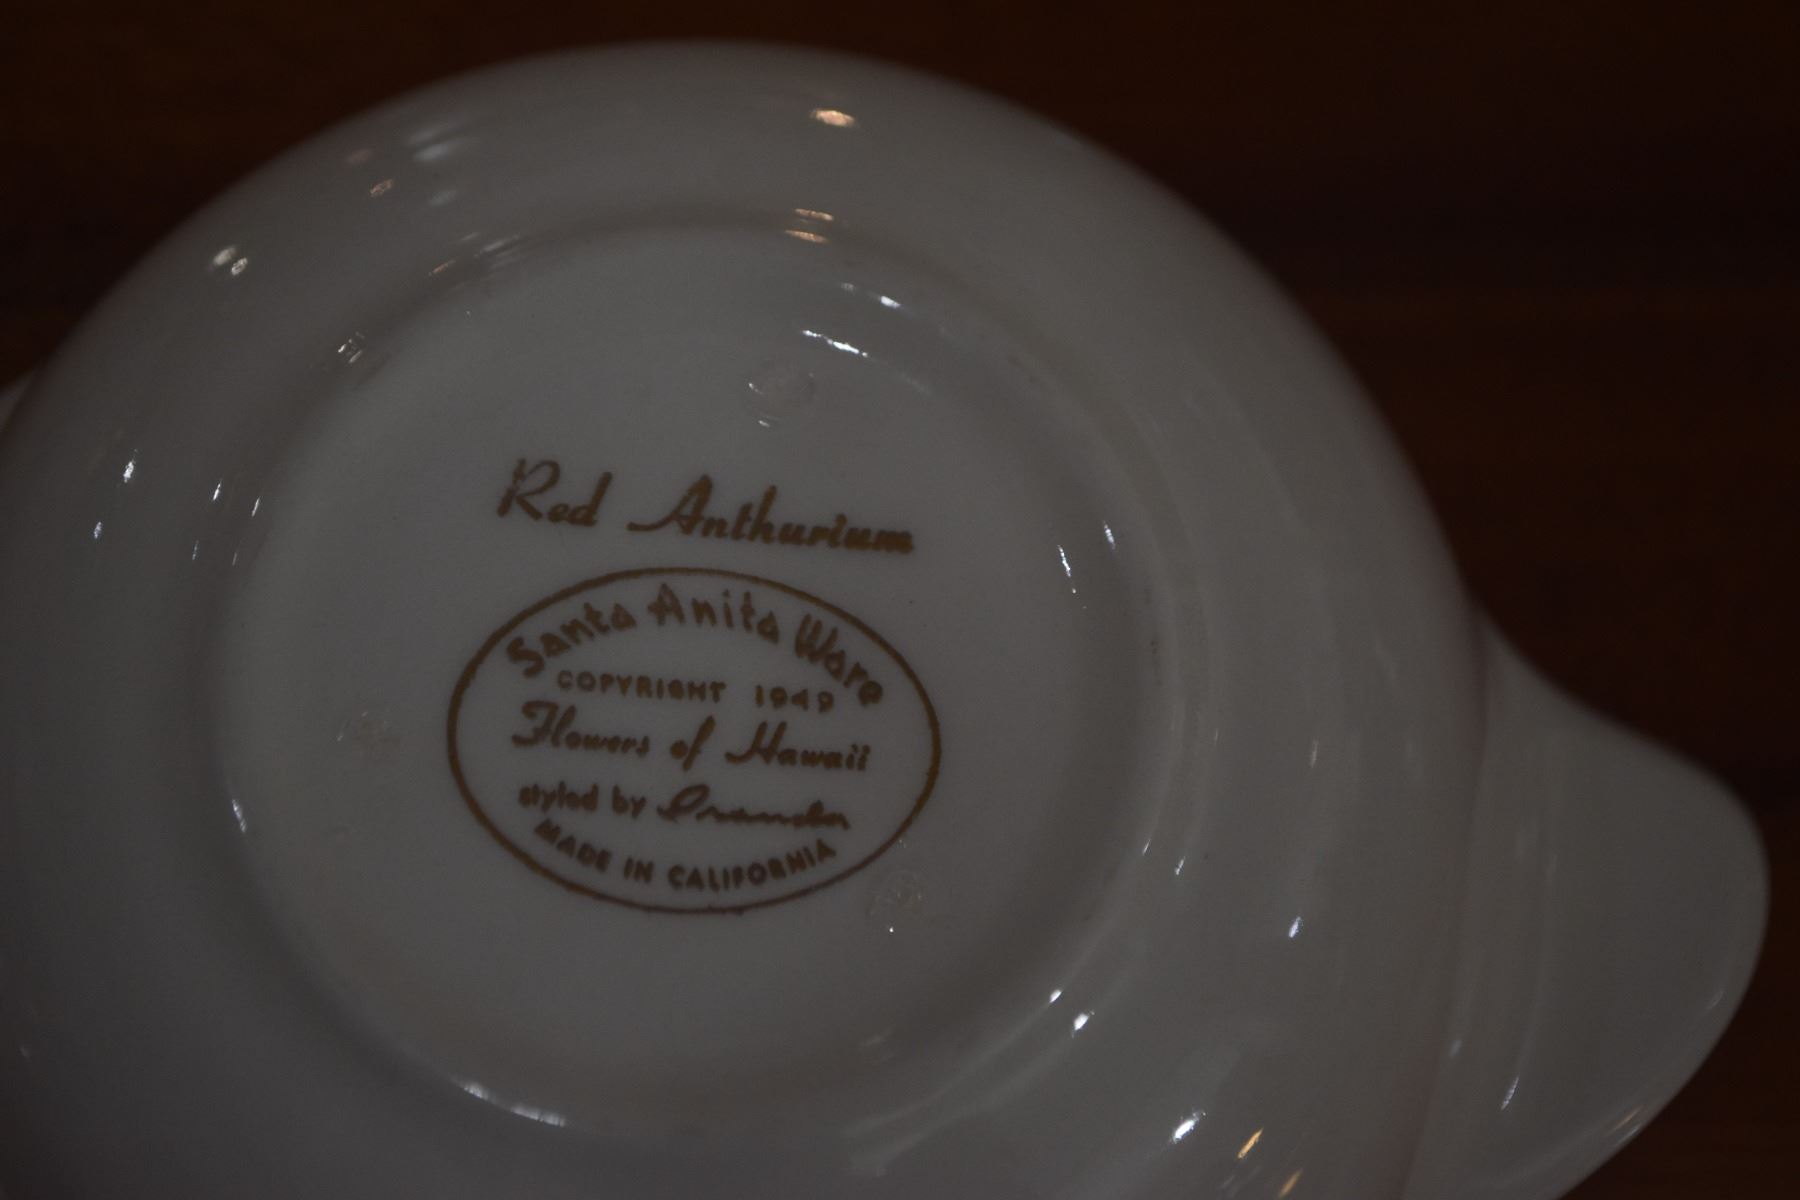 Red Anthurium
Santa Anita Ware
COPYRIGHT 1949
Flowers of Hawaii
styled by
MADE IN CALIFORNIA